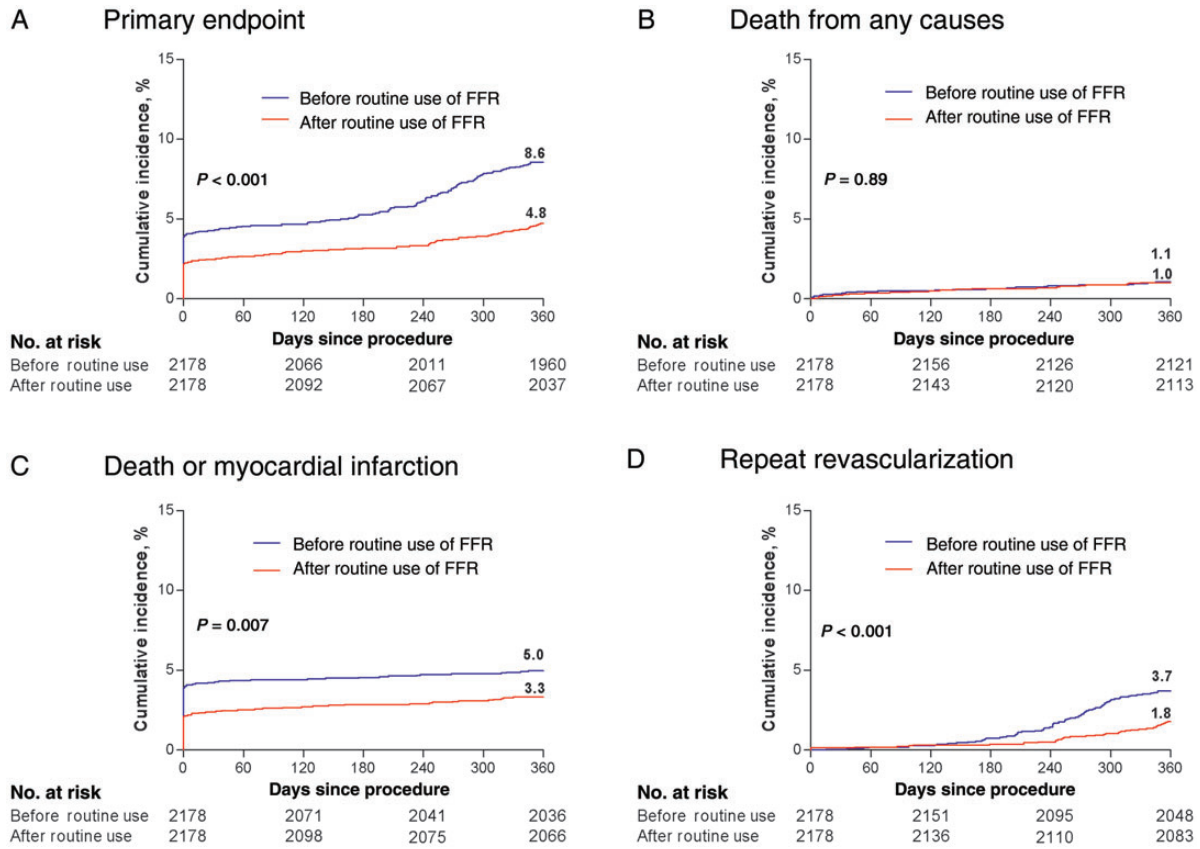 A Primary endpoint
15
Before routine use of FFR
After routine use of FFR
10
8.6
P < 0.001
5
4.8
0
Cumulative incidence, %
0 60 120 180 240 300 360
No. at risk Days since procedure
Before routine use 2178 2066 2011 1960
After routine use 2178 2092 2067 2037
B Death from any causes
15
Before routine use of FFR
After routine use of FFR
10
P = 0.89
5
1.1
1.0
0
Cumulative incidence, %
0 60 120 180 240 300 360
No. at risk Days since procedure
Before routine use 2178 2156 2126 2121
After routine use 2178 2143 2120 2113
C Death or myocardial infarction
15
Before routine use of FFR
After routine use of FFR
10
P = 0.007
5.0
5
3.3
0
Cumulative incidence, %
0 60 120 180 240 300 360
No. at risk Days since procedure
Before routine use 2178 2071 2041 2036
After routine use 2178 2098 2075 2066
D Repeat revascularization
15
Before routine use of FFR
After routine use of FFR
10
P < 0.001
5
3.7
1.8
0
Cumulative incidence, %
0 60 120 180 240 300 360
No. at risk Days since procedure
Before routine use 2178 2151 2095 2048
After routine use 2178 2136 2110 2083